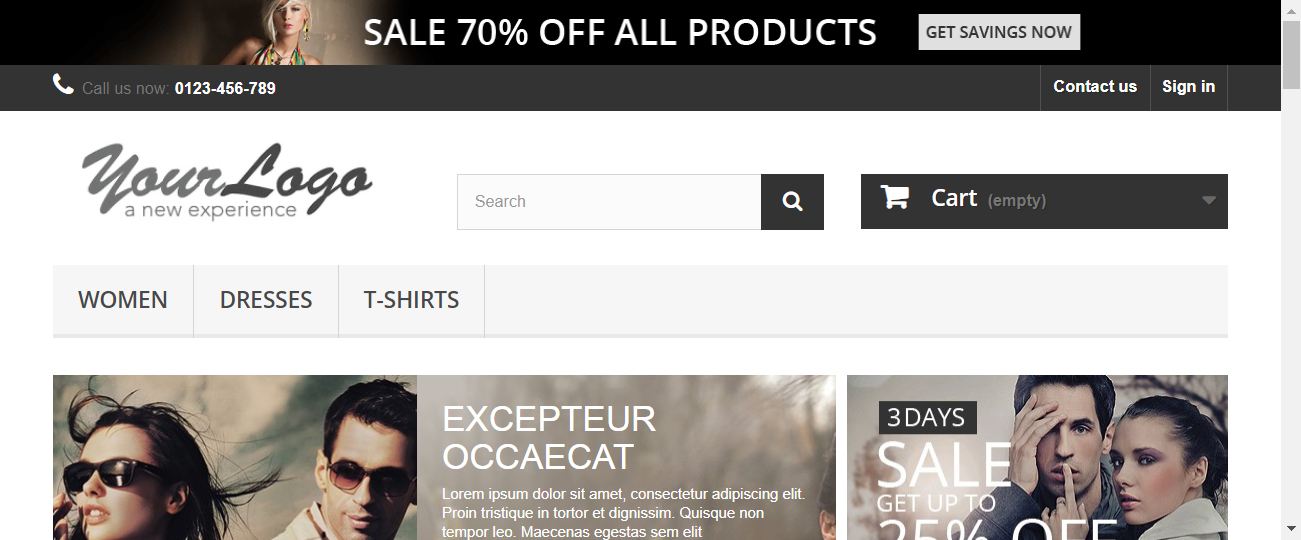 SALE 70% OFF ALL PRODUCTS
GET SAVINGS NOW
Call us now: 0123-456-789
Contact us
Sign in
YourLogo
a new experience
Search
Cart (empty)
WOMEN
DRESSES
T-SHIRTS
EXCEPTEUR
OCCAECAT
Lorem ipsum dolor sit amet, consectetur adipiscing elit.
Proin tristique in tortor et dignissim. Quisque non
tempor leo. Maecenas egestas sem elit
3 DAYS
SALE
GET UP TO
25% OFF